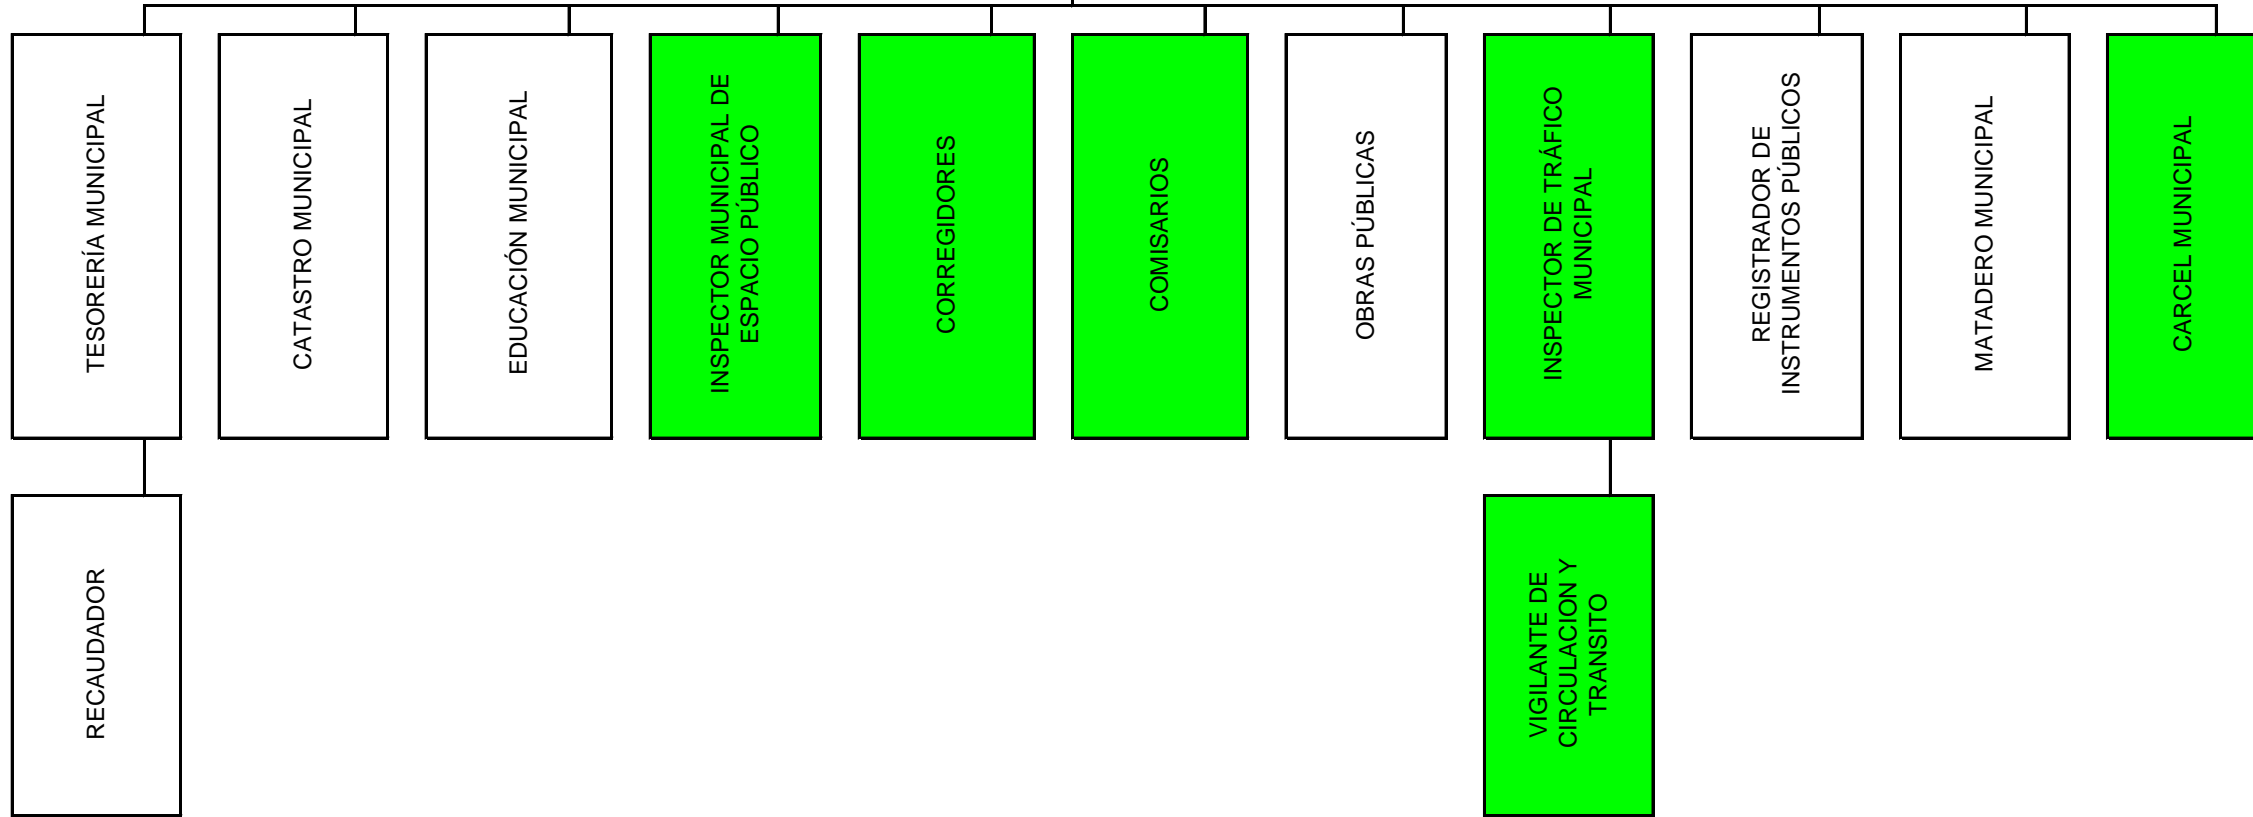 TESORERÍA MUNICIPAL
CATASTRO MUNICIPAL
EDUCACIÓN MUNICIPAL
INSPECTOR MUNICIPAL DE
ESPACIO PÚBLICO
CORREGIDORES
COMISARIOS
OBRAS PÚBLICAS
INSPECTOR DE TRÁFICO
MUNICIPAL
REGISTRADOR DE
INSTRUMENTOS PÚBLICOS
MATADERO MUNICIPAL
CARCEL MUNICIPAL
RECAUDADOR
VIGILANTE DE
CIRCULACION Y
TRANSITO